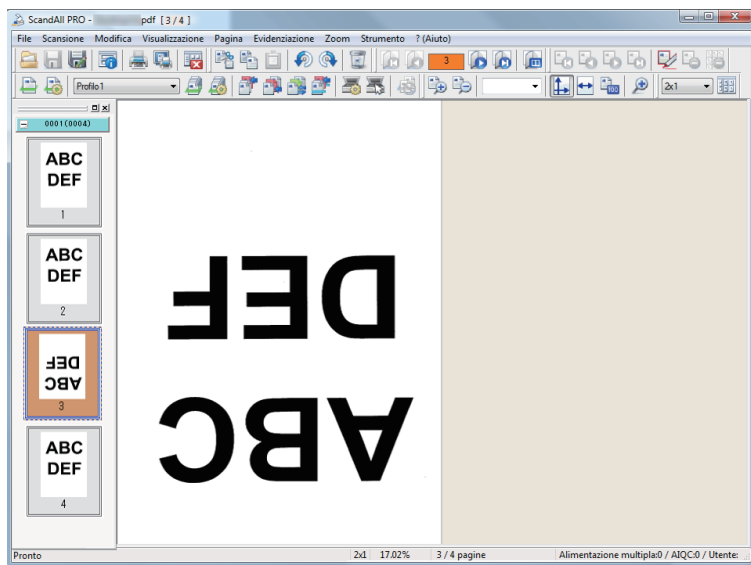 ScandAll PRO - pdf [3/4]
File Scansione Modifica Visualizzazione Pagina Evidenziazione Zoom Strumento ? (Aiuto)
3
Profilo1
100
2x1
0001(0004)
ABC
DEF
1
ABC
DEF
2
ABC
DEF
3
ABC
DEF
4
ABC
DEF
Pronto 2x1 17.02% 3 / 4 pagine Alimentazione multipla:0 / AIQC:0 / Utente: